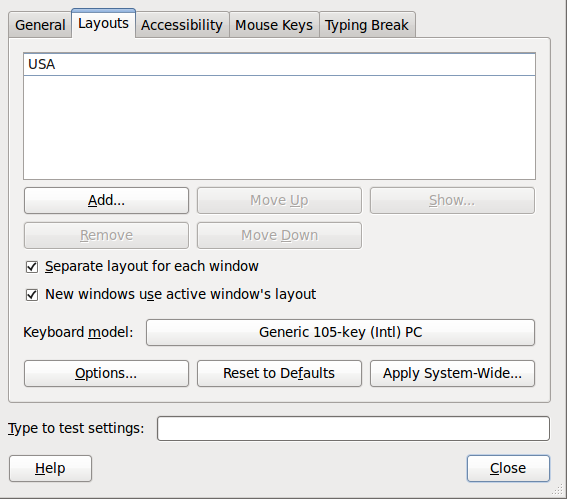 General Layouts Accessibility Mouse Keys Typing Break
USA
Add... Move Up Show...
Remove Move Down
Separate layout for each window
New windows use active window's layout
Keyboard model: Generic 105-key (Intl) PC
Options... Reset to Defaults Apply System-Wide...
Type to test settings:
Help Close